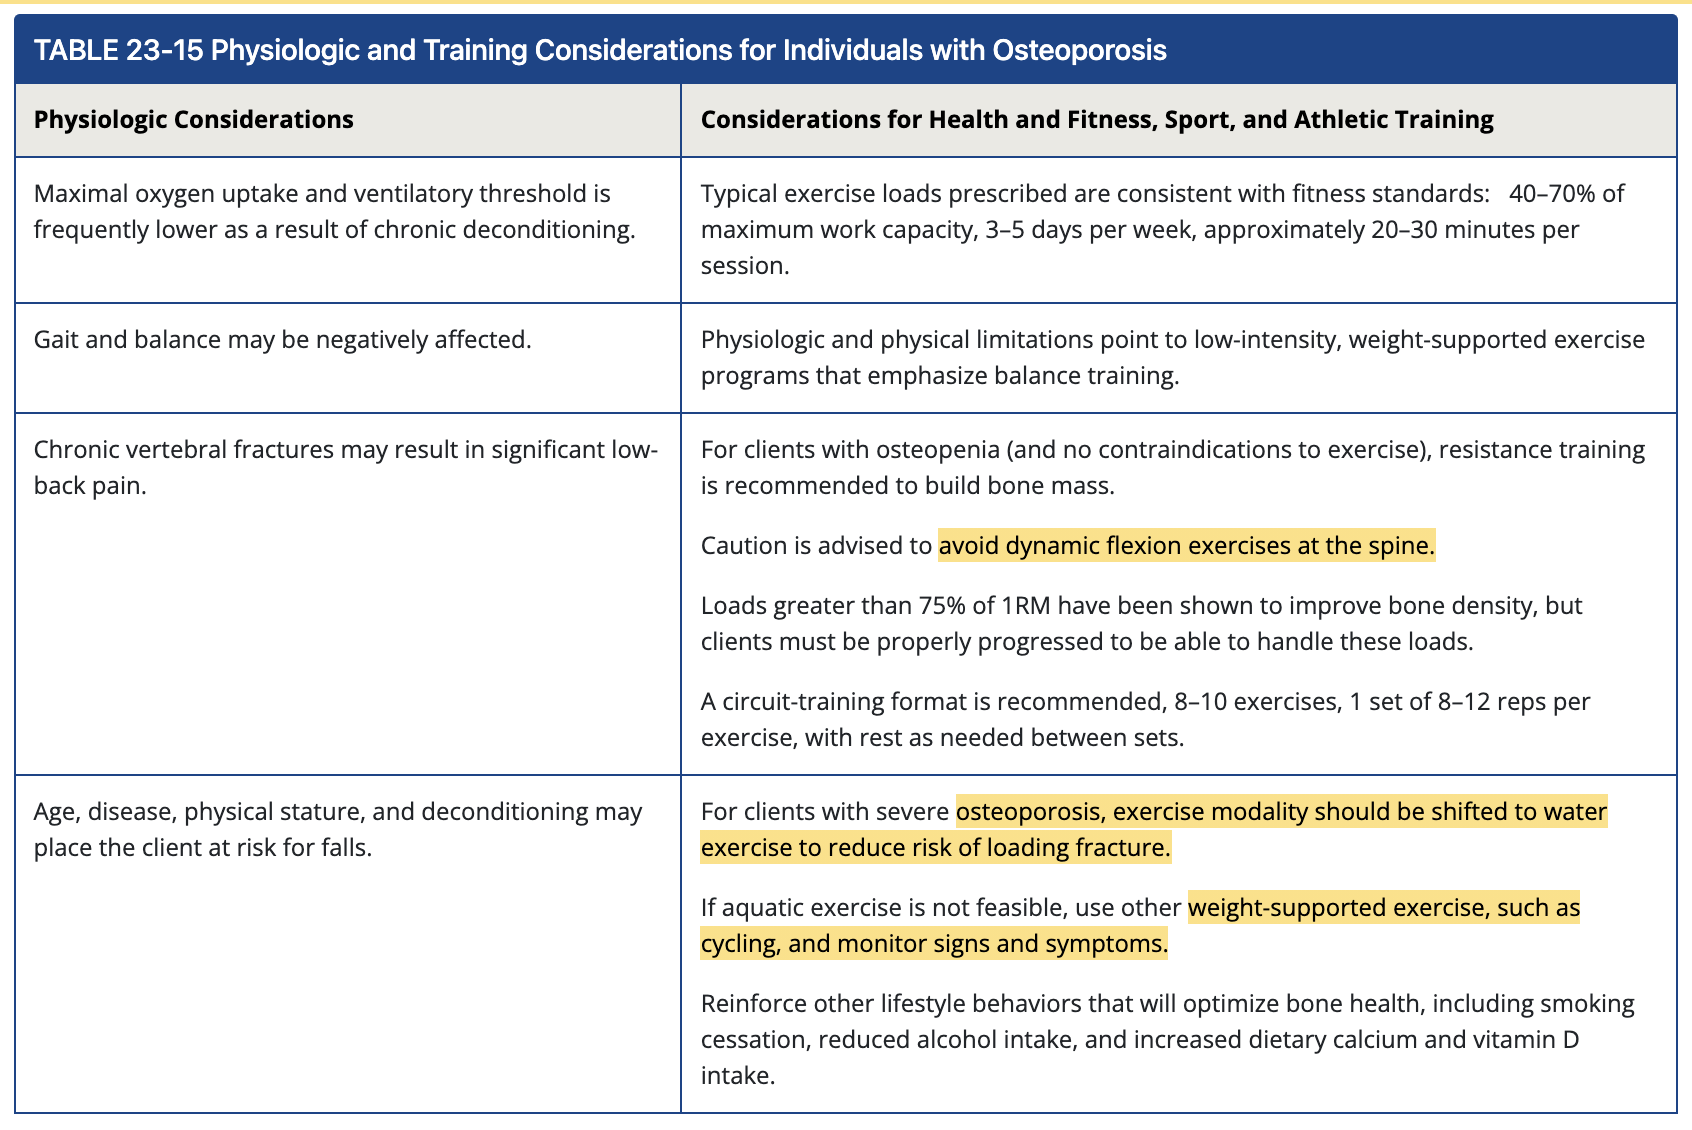 TABLE 23-15 Physiologic and Training Considerations for Individuals with Osteoporosis
Physiologic Considerations
Considerations for Health and Fitness, Sport, and Athletic Training
Maximal oxygen uptake and ventilatory threshold is
frequently lower as a result of chronic deconditioning.
Typical exercise loads prescribed are consistent with fitness standards: 40–70% of
maximum work capacity, 3–5 days per week, approximately 20–30 minutes per
session.
Gait and balance may be negatively affected.
Physiologic and physical limitations point to low-intensity, weight-supported exercise
programs that emphasize balance training.
Chronic vertebral fractures may result in significant low-
back pain.
For clients with osteopenia (and no contraindications to exercise), resistance training
is recommended to build bone mass.
Caution is advised to avoid dynamic flexion exercises at the spine.
Loads greater than 75% of 1RM have been shown to improve bone density, but
clients must be properly progressed to be able to handle these loads.
A circuit-training format is recommended, 8–10 exercises, 1 set of 8–12 reps per
exercise, with rest as needed between sets.
Age, disease, physical stature, and deconditioning may
place the client at risk for falls.
For clients with severe osteoporosis, exercise modality should be shifted to water
exercise to reduce risk of loading fracture.
If aquatic exercise is not feasible, use other weight-supported exercise, such as
cycling, and monitor signs and symptoms.
Reinforce other lifestyle behaviors that will optimize bone health, including smoking
cessation, reduced alcohol intake, and increased dietary calcium and vitamin D
intake.